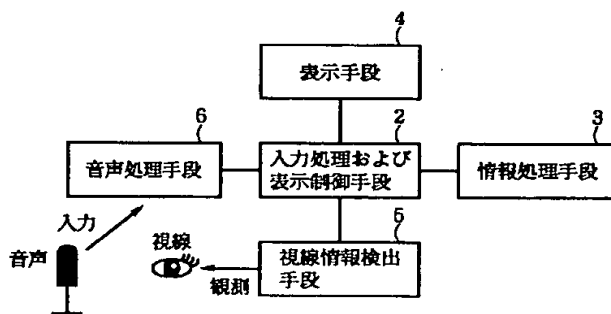 4
表示手段
6
音声処理手段
2
入力処理および
表示制御手段
3
情報処理手段
入力
音声
視線
観測
5
視線情報検出
手段